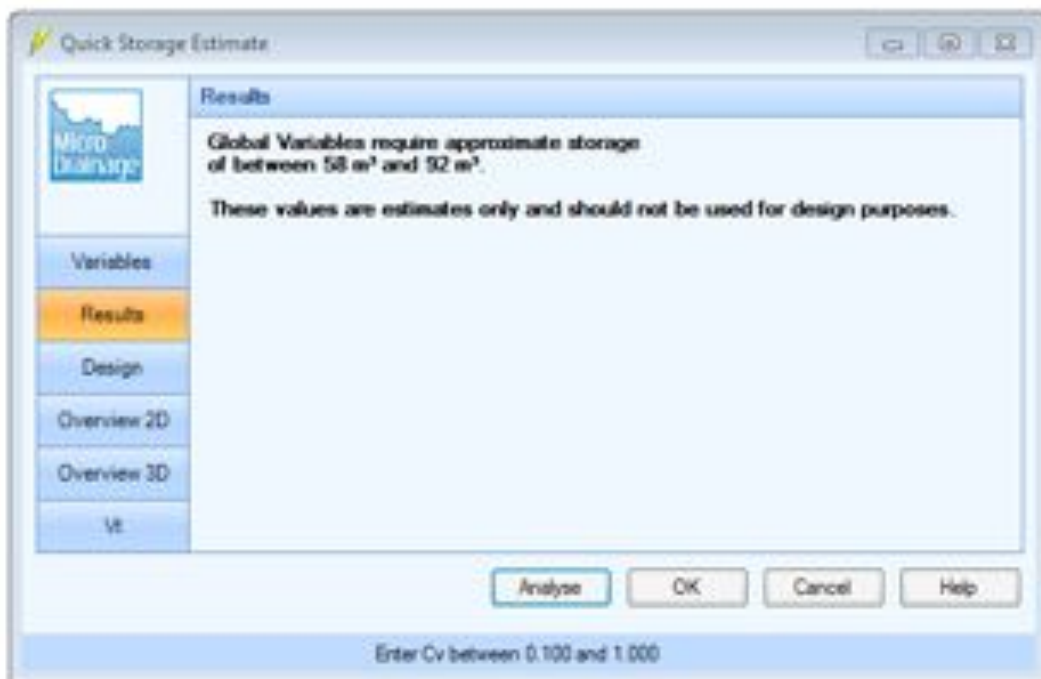 Quick Storage Estimate
Micro
Drainage
Results
Global Variables require approximate storage
of between 58 m³ and 92 m³.
These values are estimates only and should not be used for design purposes.
Variables
Results
Design
Overview 2D
Overview 3D
Vt
Analyse
OK
Cancel
Help
Enter Cv between 0.100 and 1.000